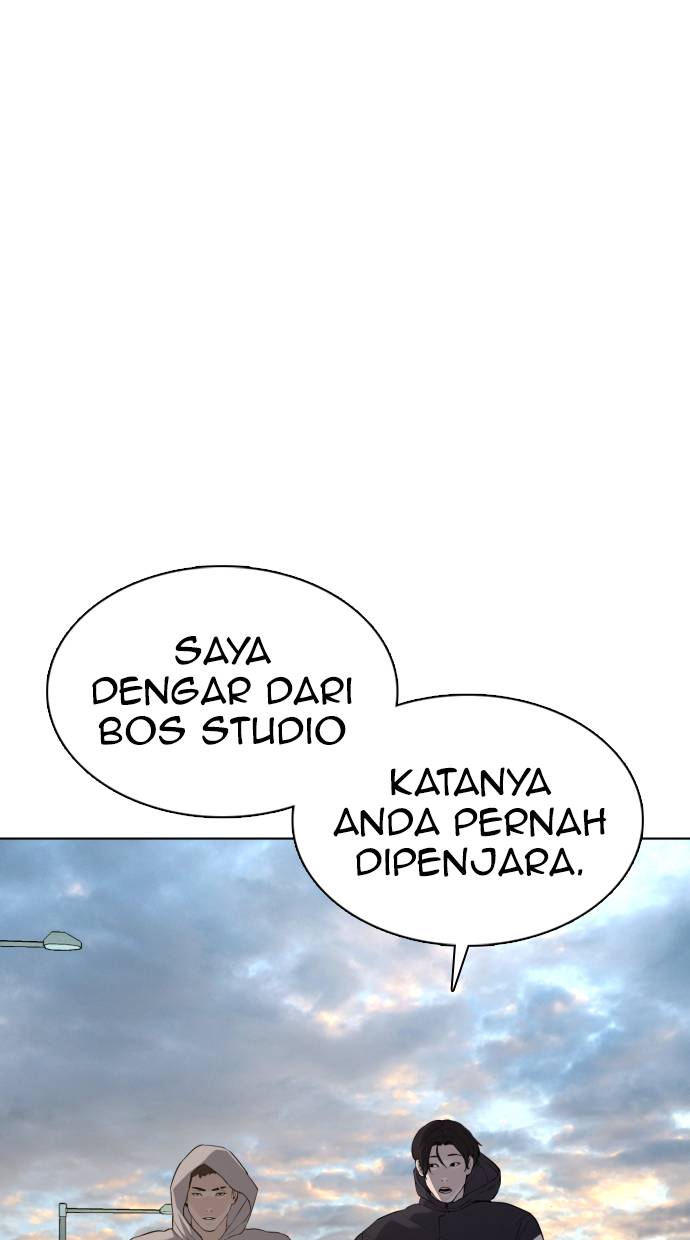 SAYA
DENGAR DARI
BOS STUDIO
KATANYA
ANDA PERNAH
DIPENJARA.